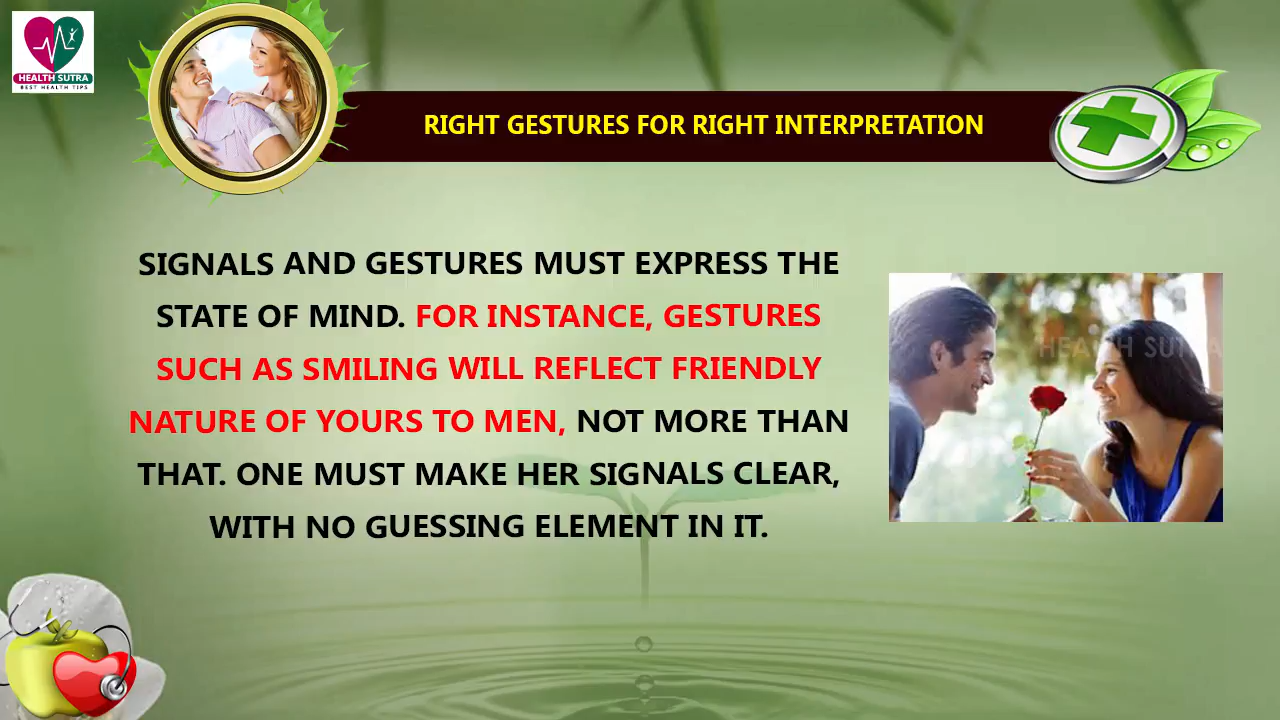 HEALTH SUTRA
BEST HEALTH TIPS
RIGHT GESTURES FOR RIGHT INTERPRETATION
SIGNALS AND GESTURES MUST EXPRESS THE
STATE OF MIND. FOR INSTANCE, GESTURES
SUCH AS SMILING WILL REFLECT FRIENDLY
NATURE OF YOURS TO MEN, NOT MORE THAN
THAT. ONE MUST MAKE HER SIGNALS CLEAR,
WITH NO GUESSING ELEMENT IN IT.
HEALTH SUTRA